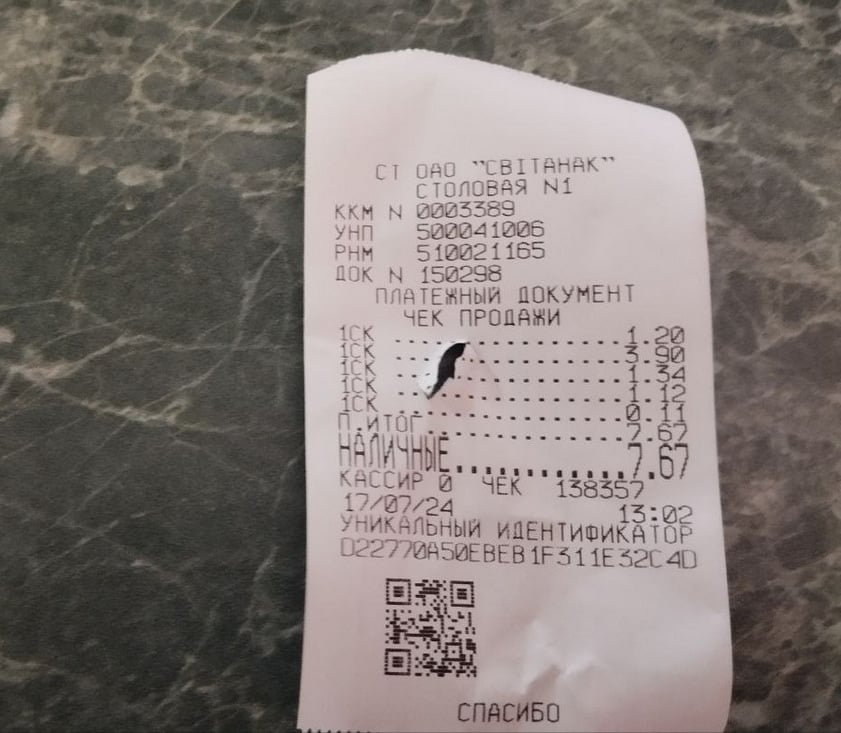 СТ ОАО "СВIТАНАК"
СТОЛОВАЯ N1
ККМ N 0003389
УНП 500041006
РНМ 510021165
ДОК N 150298
ПЛАТЕЖНЫЙ ДОКУМЕНТ
ЧЕК ПРОДАЖИ
1СК ....................1.20
1СК ....................3.90
1СК ....................1.34
1СК ....................1.12
1СК ....................0.11
П.ИТОГ..................7.67
НАЛИЧНЫЕ............7.67
КАССИР 0 ЧЕК 138357
17/07/24 13:02
УНИКАЛЬНЫЙ ИДЕНТИФИКАТОР
D22770A50EBEB1F311E32C4D
СПАСИБО